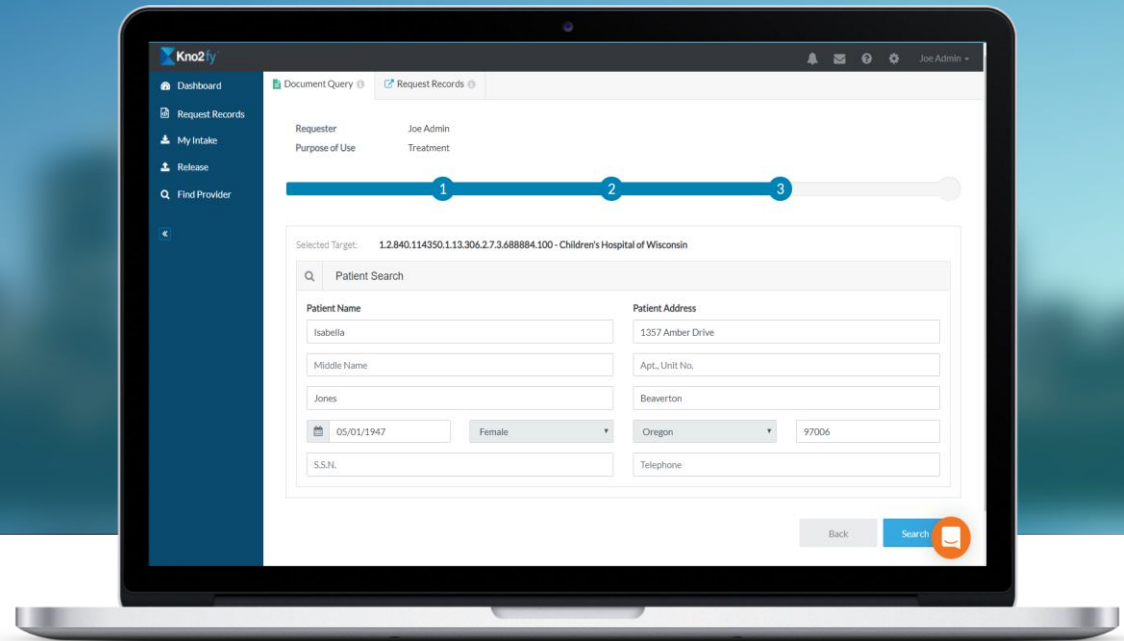 Kno2fy
Joe Admin
Dashboard
Request Records
My Intake
Release
Find Provider
Document Query
Request Records
Requester Joe Admin
Purpose of Use Treatment
1 2 3
Selected Target: 1.2.840.114350.1.13.306.2.7.3.688884.100 - Children's Hospital of Wisconsin
Patient Search
Patient Name Patient Address
Isabella 1357 Amber Drive
Middle Name Apt., Unit No.
Jones Beaverton
05/01/1947 Female Oregon 97006
S.S.N. Telephone
Back Search